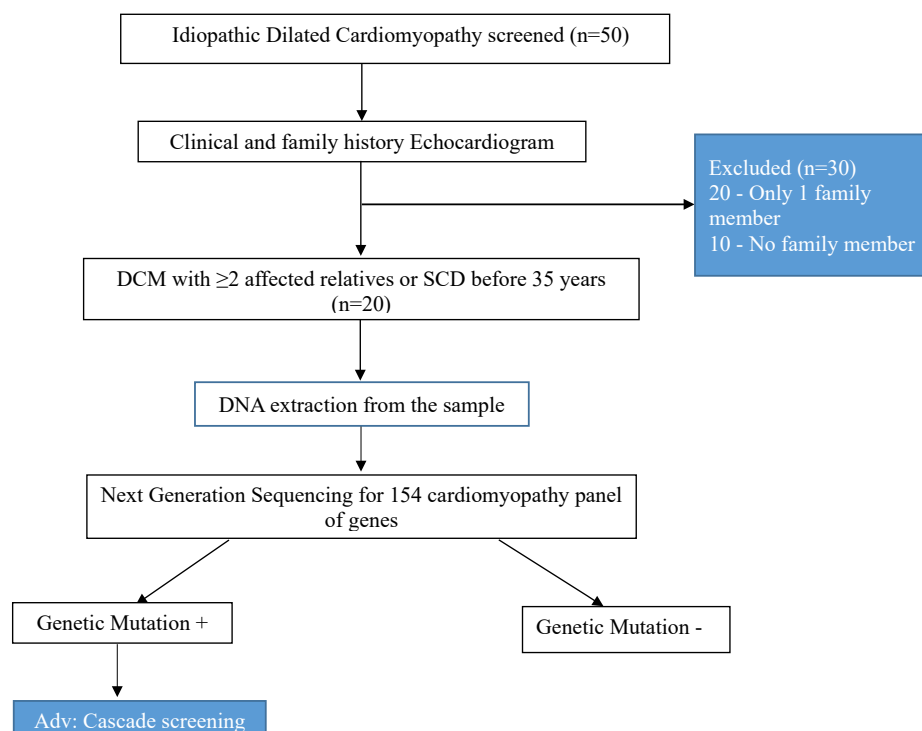 Idiopathic Dilated Cardiomyopathy screened (n=50)
Clinical and family history Echocardiogram
Excluded (n=30)
20 - Only 1 family
member
10 - No family member
DCM with ≥2 affected relatives or SCD before 35 years
(n=20)
DNA extraction from the sample
Next Generation Sequencing for 154 cardiomyopathy panel
of genes
Genetic Mutation +
Genetic Mutation -
Adv: Cascade screening